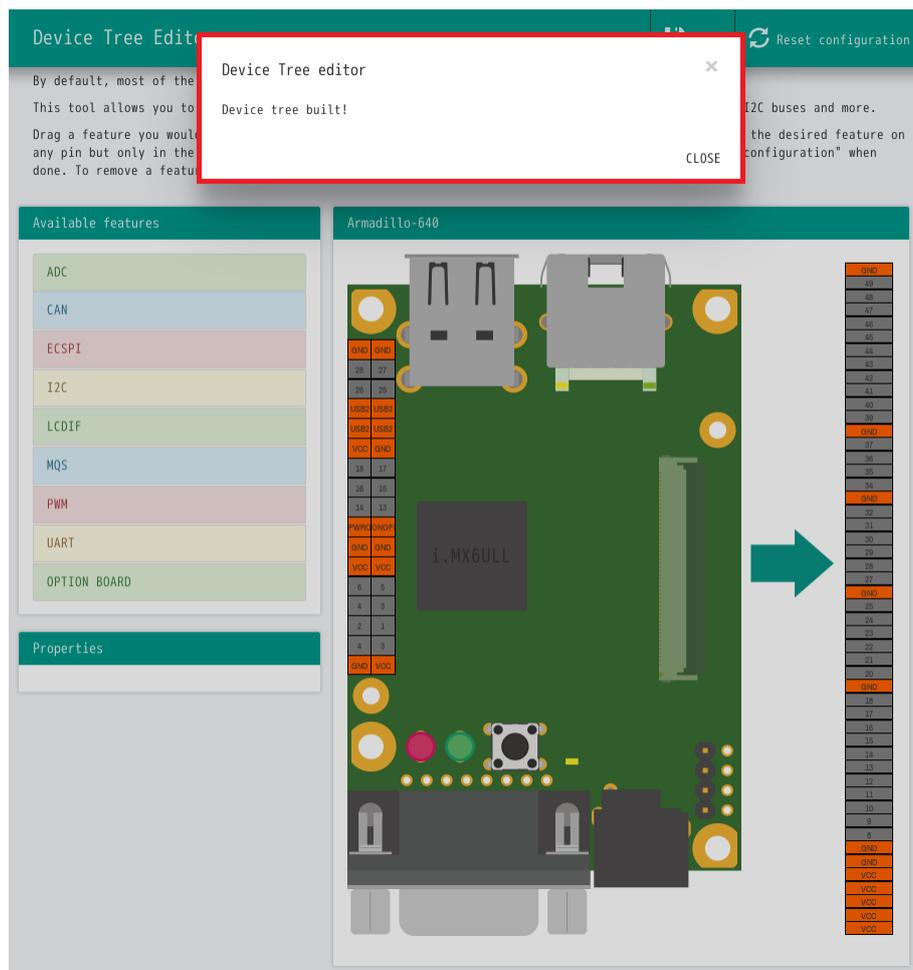 Device Tree Edito
Reset configuration
Device Tree editor
×
Device tree built!
CLOSE
By default, most of the
This tool allows you to
I2C buses and more.
Drag a feature you would
the desired feature on
any pin but only in the
configuration" when
done. To remove a featur
Available features
ADC
CAN
ECSPI
I2C
LCDIF
MQS
PWM
UART
OPTION BOARD
Properties
Armadillo-640
GND GND
28 27
26 25
USB2 USB2
USB2 USB2
VCC GND
18 17
16 15
14 13
PWRO ONOF
GND GND
VCC VCC
6 5
4 3
2 1
4 3
GND VCC
i.MX6ULL
GND
49
48
47
46
45
44
43
42
41
40
39
GND
37
36
35
34
GND
32
31
30
29
28
27
GND
25
24
23
22
21
20
GND
18
17
16
15
14
13
12
11
10
9
8
GND
GND
VCC
VCC
VCC
VCC
VCC